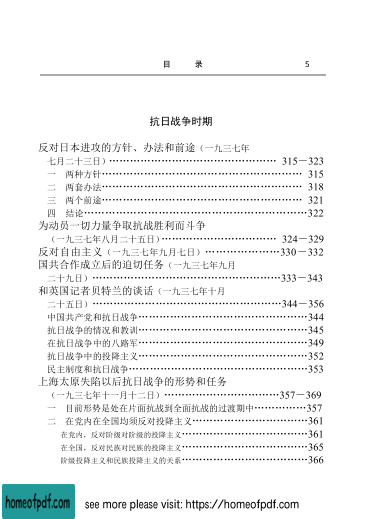 目 录 5
抗日战争时期
反对日本进攻的方针、办法和前途（一九三七年
七月二十三日）…………………………………………… 315－323
一 两种方针…………………………………………………… 315
二 两套办法…………………………………………………… 318
三 两个前途…………………………………………………… 321
四 结论…………………………………………………………322
为动员一切力量争取抗战胜利而斗争
（一九三七年八月二十五日）…………………………… 324－329
反对自由主义（一九三七年九月七日）…………………330－332
国共合作成立后的迫切任务（一九三七年九月
二十九日）…………………………………………………333－343
和英国记者贝特兰的谈话（一九三七年十月
二十五日）…………………………………………………344－356
中国共产党和抗日战争……………………………………………344
抗日战争的情况和教训……………………………………………345
在抗日战争中的八路军……………………………………………349
抗日战争中的投降主义……………………………………………352
民主制度和抗日战争………………………………………………353
上海太原失陷以后抗日战争的形势和任务
（一九三七年十一月十二日）……………………………357－369
一 目前形势是处在片面抗战到全面抗战的过渡期中……………357
二 在党内在全国均须反对投降主义……………………………361
在党内，反对阶级对阶级的投降主义………………………………361
在全国，反对民族对民族的投降主义………………………………365
阶级投降主义和民族投降主义的关系………………………………366
homeofpdf.com see more please visit: https://homeofpdf.com